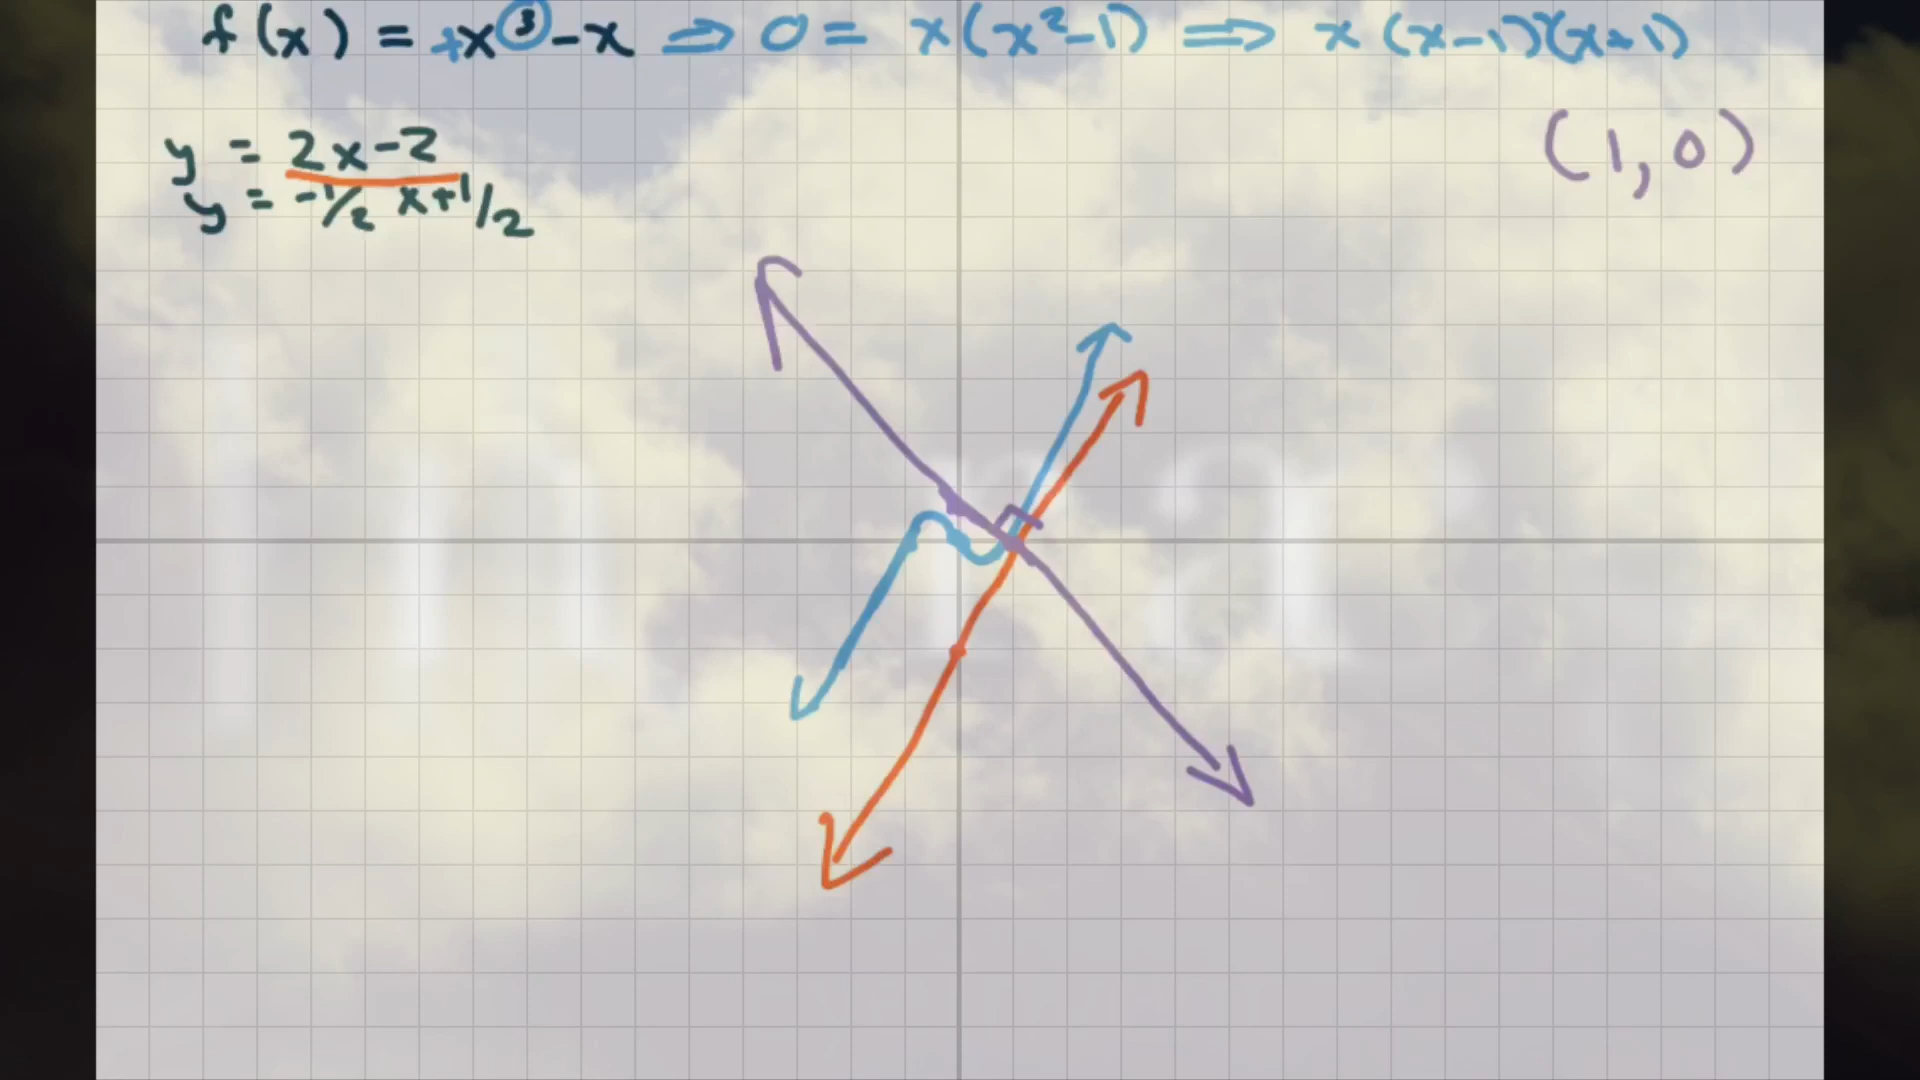 f(x) = +x³-x ⇒ 0 = x(x²-1) ⇒ x(x-1)(x+1)
(1,0)
y = 2x-2
y = -1/2 x+1/2